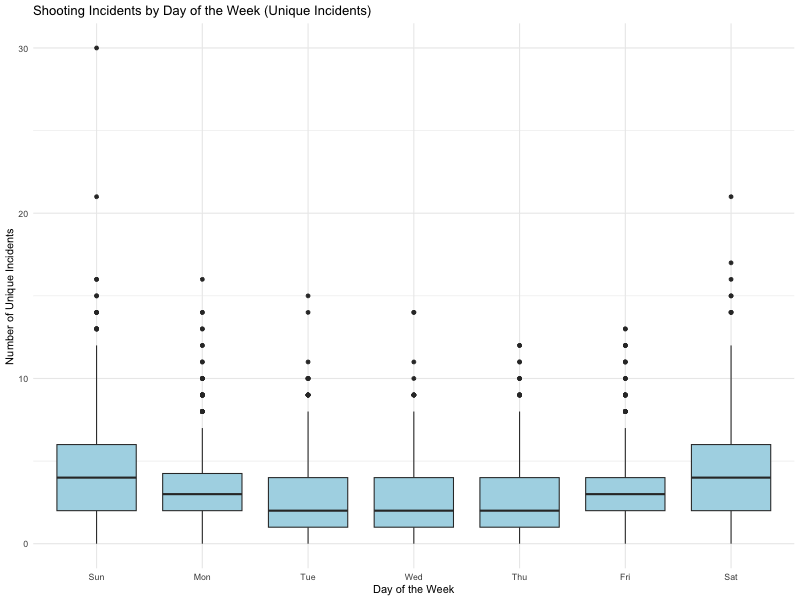 Shooting Incidents by Day of the Week (Unique Incidents)
Number of Unique Incidents
30
20
10
0
Sun Mon Tue Wed Thu Fri Sat
Day of the Week